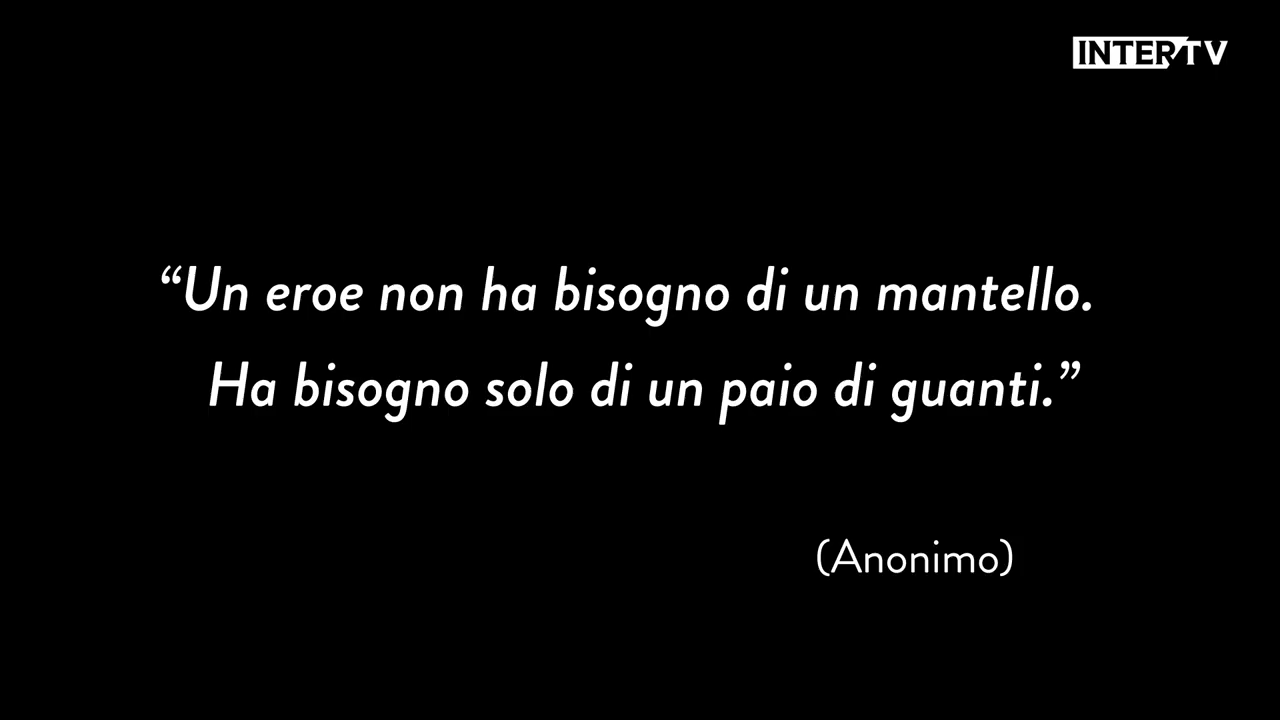 INTER TV
“Un eroe non ha bisogno di un mantello.
Ha bisogno solo di un paio di guanti.”
(Anonimo)